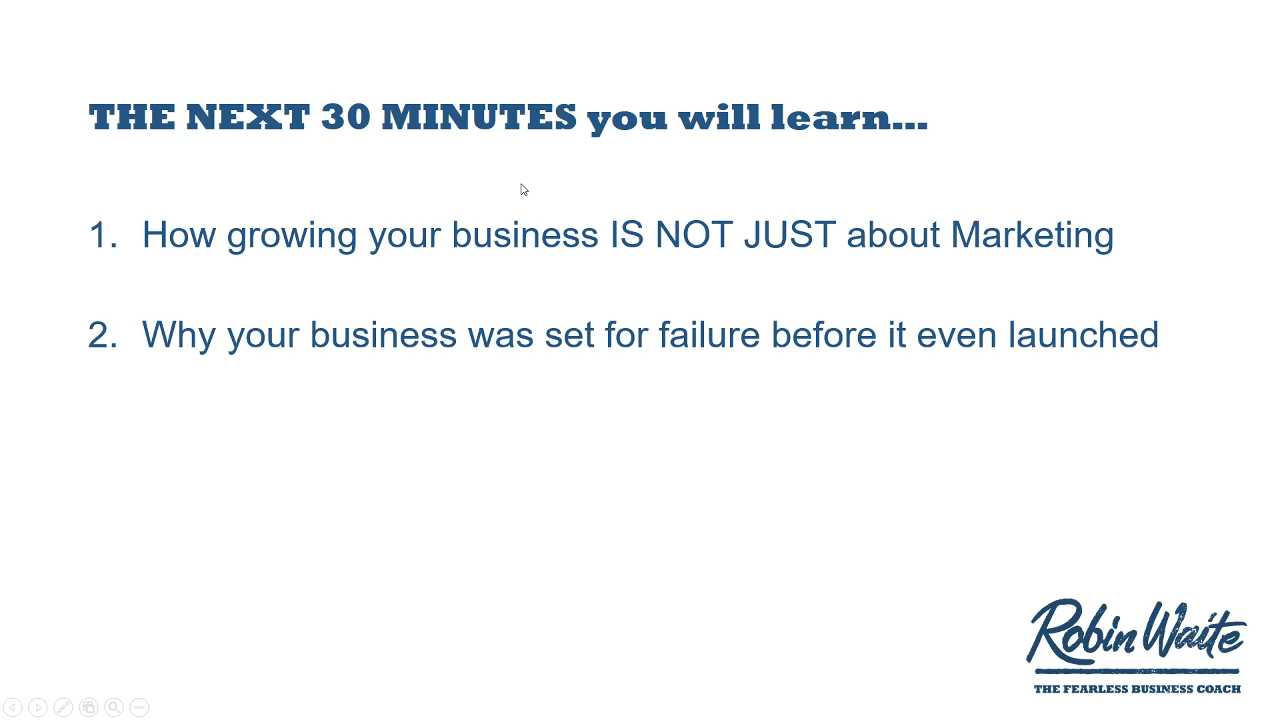 THE NEXT 30 MINUTES you will learn...
1. How growing your business IS NOT JUST about Marketing
2. Why your business was set for failure before it even launched
Robin Waite
THE FEARLESS BUSINESS COACH